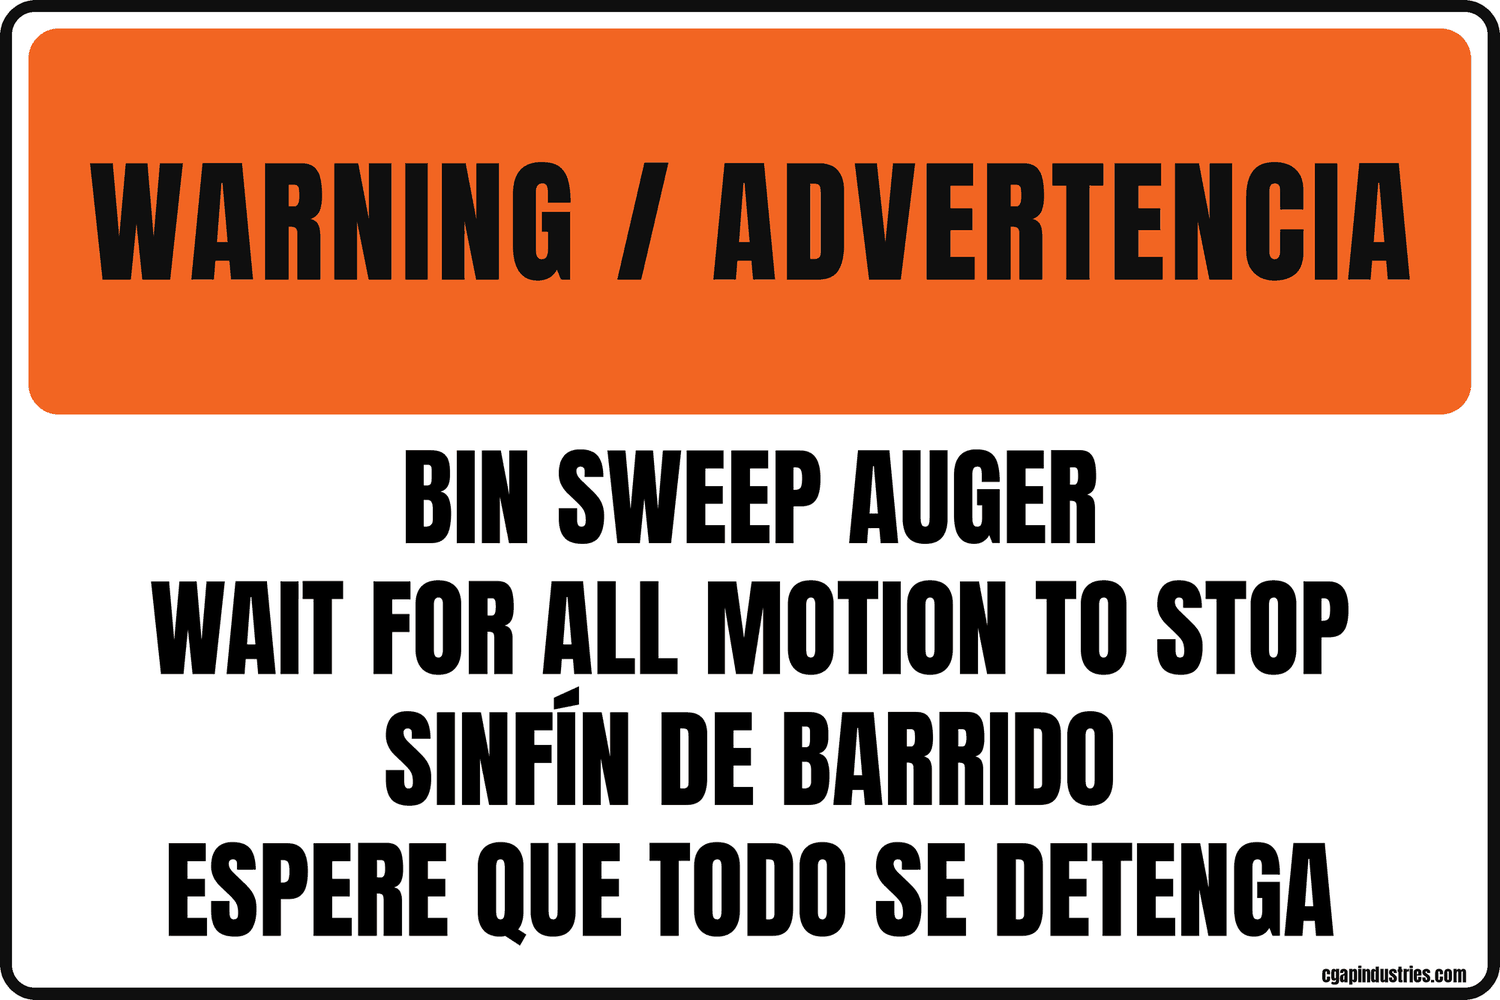 WARNING / ADVERTENCIA
BIN SWEEP AUGER
WAIT FOR ALL MOTION TO STOP
SINFÍN DE BARRIDO
ESPERE QUE TODO SE DETENGA
cgapindustries.com